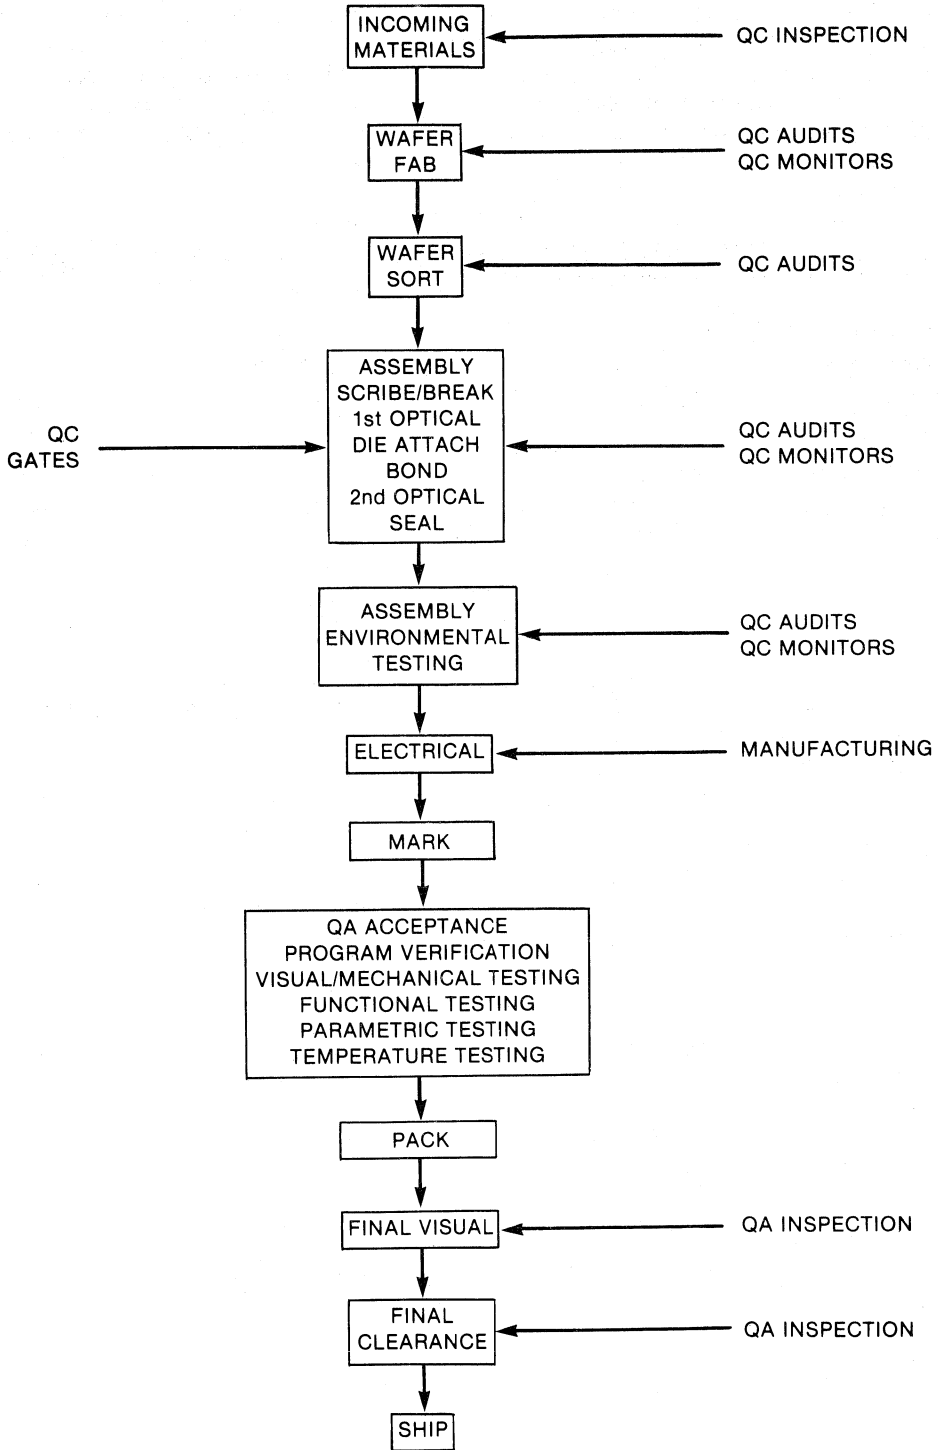 INCOMING
MATERIALS
QC INSPECTION
WAFER
FAB
QC AUDITS
QC MONITORS
WAFER
SORT
QC AUDITS
QC
GATES
ASSEMBLY
SCRIBE/BREAK
1st OPTICAL
DIE ATTACH
BOND
2nd OPTICAL
SEAL
QC AUDITS
QC MONITORS
ASSEMBLY
ENVIRONMENTAL
TESTING
QC AUDITS
QC MONITORS
ELECTRICAL
MANUFACTURING
MARK
QA ACCEPTANCE
PROGRAM VERIFICATION
VISUAL/MECHANICAL TESTING
FUNCTIONAL TESTING
PARAMETRIC TESTING
TEMPERATURE TESTING
PACK
FINAL VISUAL
QA INSPECTION
FINAL
CLEARANCE
QA INSPECTION
SHIP